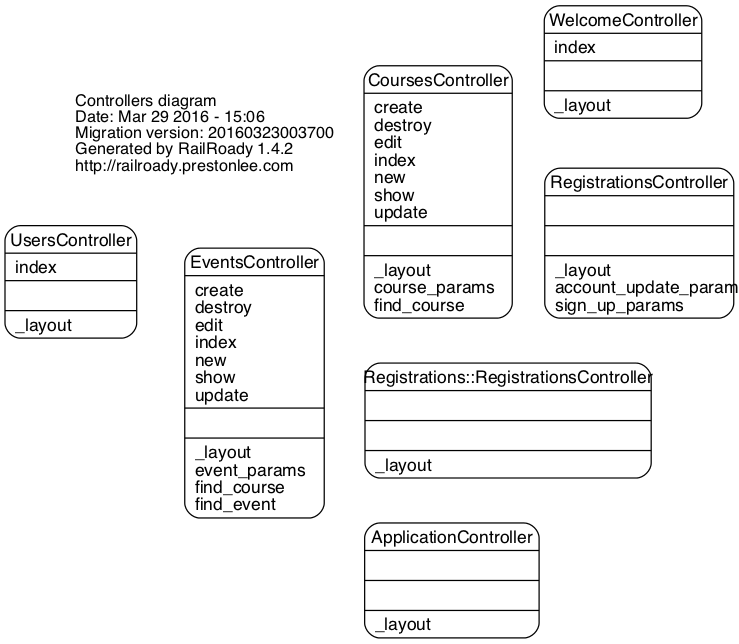 WelcomeController
index
_layout
CoursesController
create
destroy
edit
index
new
show
update
_layout
course_params
find_course
Controllers diagram
Date: Mar 29 2016 - 15:06
Migration version: 20160323003700
Generated by RailRoady 1.4.2
http://railroady.prestonlee.com
RegistrationsController
_layout
account_update_param
sign_up_params
UsersController
index
_layout
EventsController
create
destroy
edit
index
new
show
update
_layout
event_params
find_course
find_event
Registrations::RegistrationsController
_layout
ApplicationController
_layout